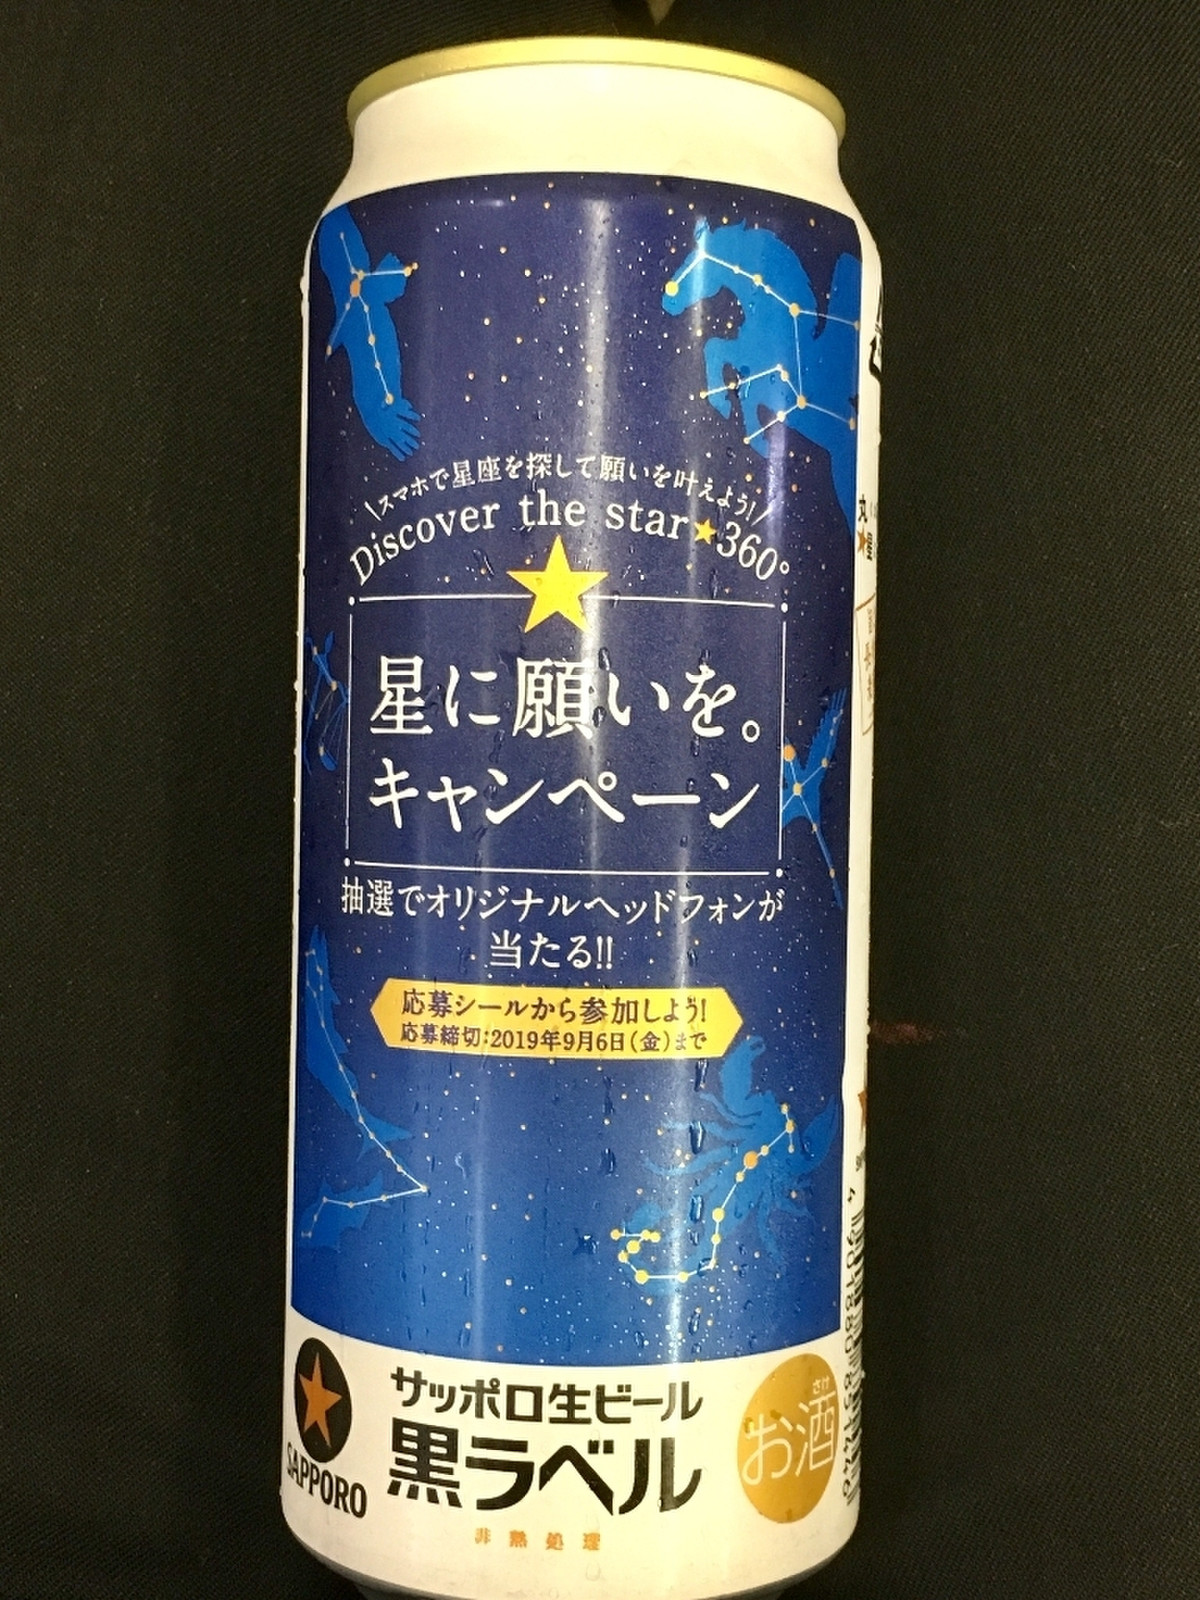 \スマホで星座を探して願いを叶えよう!/
Discover the star★360°
星に願いを。
キャンペーン
抽選でオリジナルヘッドフォンが
当たる!!
応募シールから参加しよう!
応募締切:2019年9月6日(金)まで
丸
★星
SAPPORO
サッポロ生ビール
黒ラベル
非熱処理
さけ
お酒